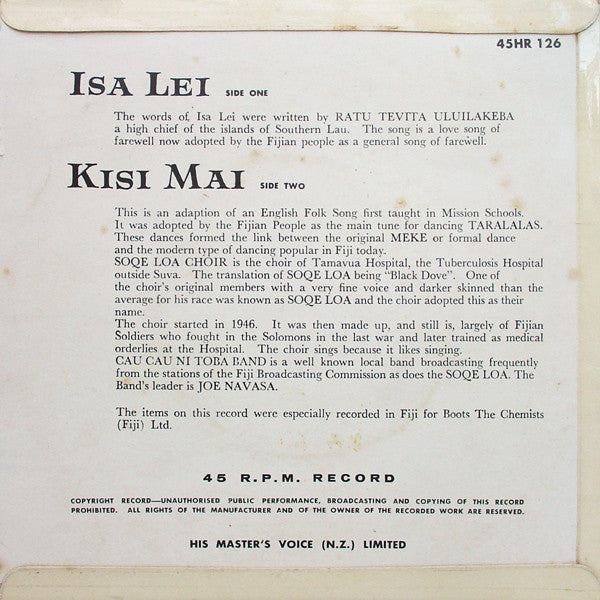 45HR 126
ISA LEI SIDE ONE
The words of Isa Lei were written by RATU TEVITA ULUILAKEBA
a high chief of the islands of Southern Lau. The song is a love song of
farewell now adopted by the Fijian people as a general song of farewell.
KISI MAI SIDE TWO
This is an adaption of an English Folk Song first taught in Mission Schools.
It was adopted by the Fijian People as the main tune for dancing TARALALAS.
These dances formed the link between the original MEKE or formal dance
and the modern type of dancing popular in Fiji today.
SOQE LOA CHOIR is the choir of Tamavua Hospital, the Tuberculosis Hospital
outside Suva. The translation of SOQE LOA being "Black Dove". One of
the choir's original members with a very fine voice and darker skinned than the
average for his race was known as SOQE LOA and the choir adopted this as their
name.
The choir started in 1946. It was then made up, and still is, largely of Fijian
Soldiers who fought in the Solomons in the last war and later trained as medical
orderlies at the Hospital. The choir sings because it likes singing.
CAU CAU NI TOBA BAND is a well known local band broadcasting frequently
from the stations of the Fiji Broadcasting Commission as does the SOQE LOA. The
Band's leader is JOE NAVASA.
The items on this record were especially recorded in Fiji for Boots The Chemists
(Fiji) Ltd.
45 R.P.M. RECORD
COPYRIGHT RECORD—UNAUTHORISED PUBLIC PERFORMANCE, BROADCASTING AND COPYING OF THIS RECORD
PROHIBITED. ALL RIGHTS OF THE MANUFACTURER AND OF THE OWNER OF THE RECORDED WORK ARE RESERVED.
HIS MASTER'S VOICE (N.Z.) LIMITED